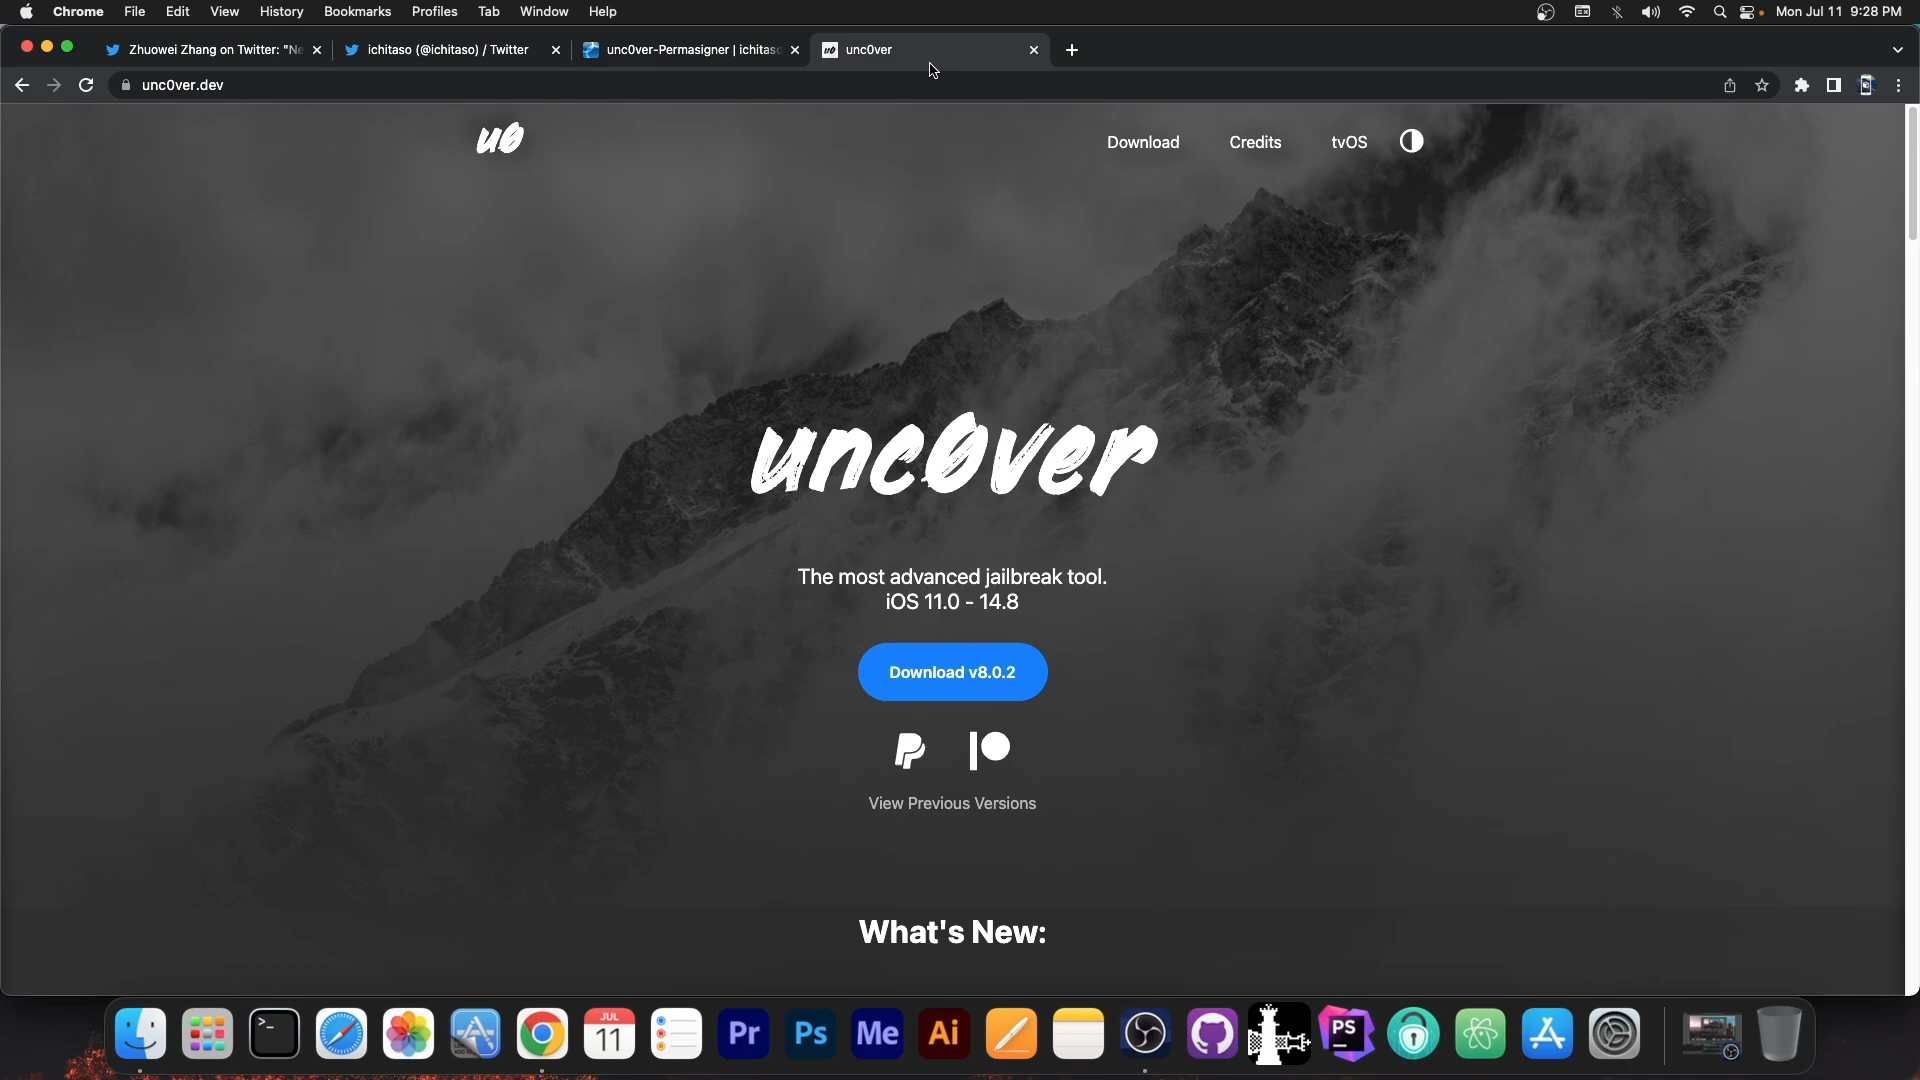 Chrome File Edit View History Bookmarks Profiles Tab Window Help Mon Jul 11 9:28 PM
Zhuowei Zhang on Twitter: "Ne ichitaso (@ichitaso) / Twitter unc0ver-Permasigner | ichitaso unc0ver
unc0ver.dev
u0 Download Credits tvOS
unc0ver
The most advanced jailbreak tool.
iOS 11.0 - 14.8
Download v8.0.2
View Previous Versions
What's New:
JUL
11
Pr Ps Me Ai PS